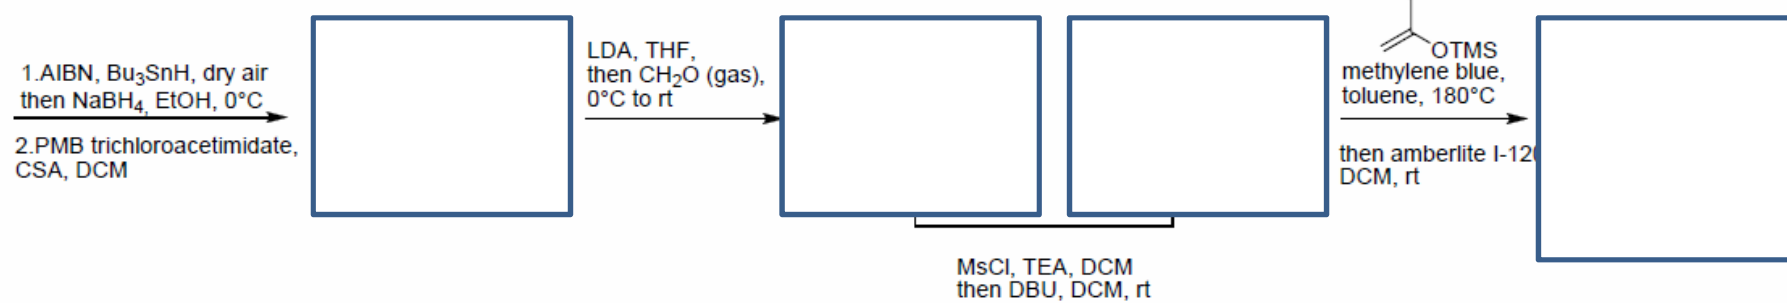 1.AIBN, Bu₃SnH, dry air
then NaBH₄, EtOH, 0°C
2.PMB trichloroacetimidate,
CSA, DCM
LDA, THF,
then CH₂O (gas),
0°C to rt
MsCl, TEA, DCM
then DBU, DCM, rt
OTMS
methylene blue,
toluene, 180°C
then amberlite I-12
DCM, rt